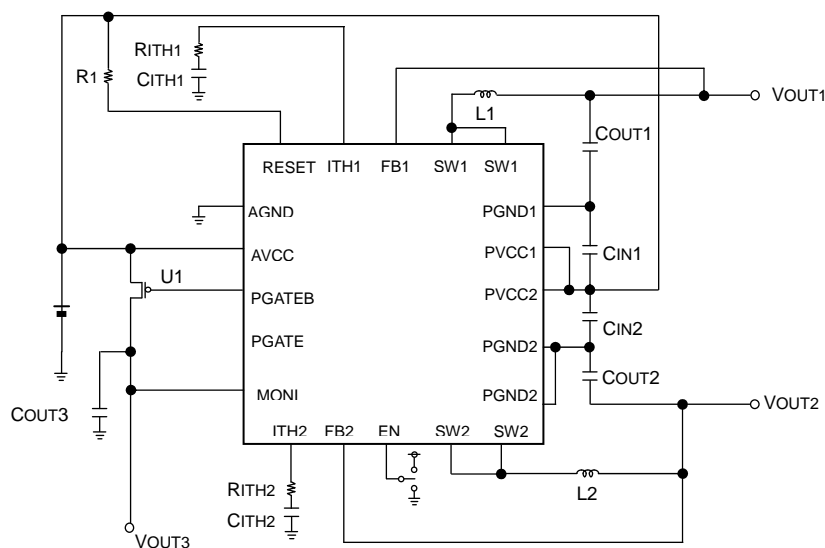 RITH1
CITH1
R1
L1
VOUT1
COUT1
RESET ITH1 FB1 SW1 SW1
AGND
PGND1
AVCC
PVCC1
CIN1
U1
PGATEB
PVCC2
CIN2
PGATE
PGND2
COUT2
MONI
PGND2
COUT3
VOUT2
ITH2 FB2 EN SW2 SW2
RITH2
CITH2
L2
VOUT3